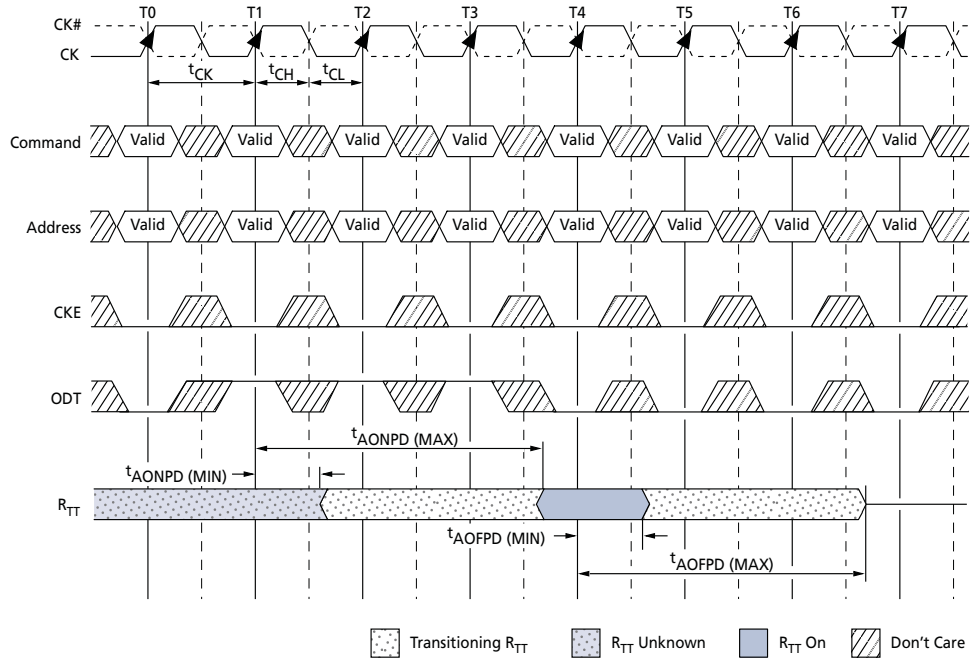 T0 T1 T2 T3 T4 T5 T6 T7
CK#
CK
tCK tCH tCL
Command Valid Valid Valid Valid Valid Valid Valid Valid
Address Valid Valid Valid Valid Valid Valid Valid Valid
CKE
ODT
tAONPD (MAX)
tAONPD (MIN)
RTT
tAOFPD (MIN)
tAOFPD (MAX)
Transitioning RTT RTT Unknown RTT On Don't Care